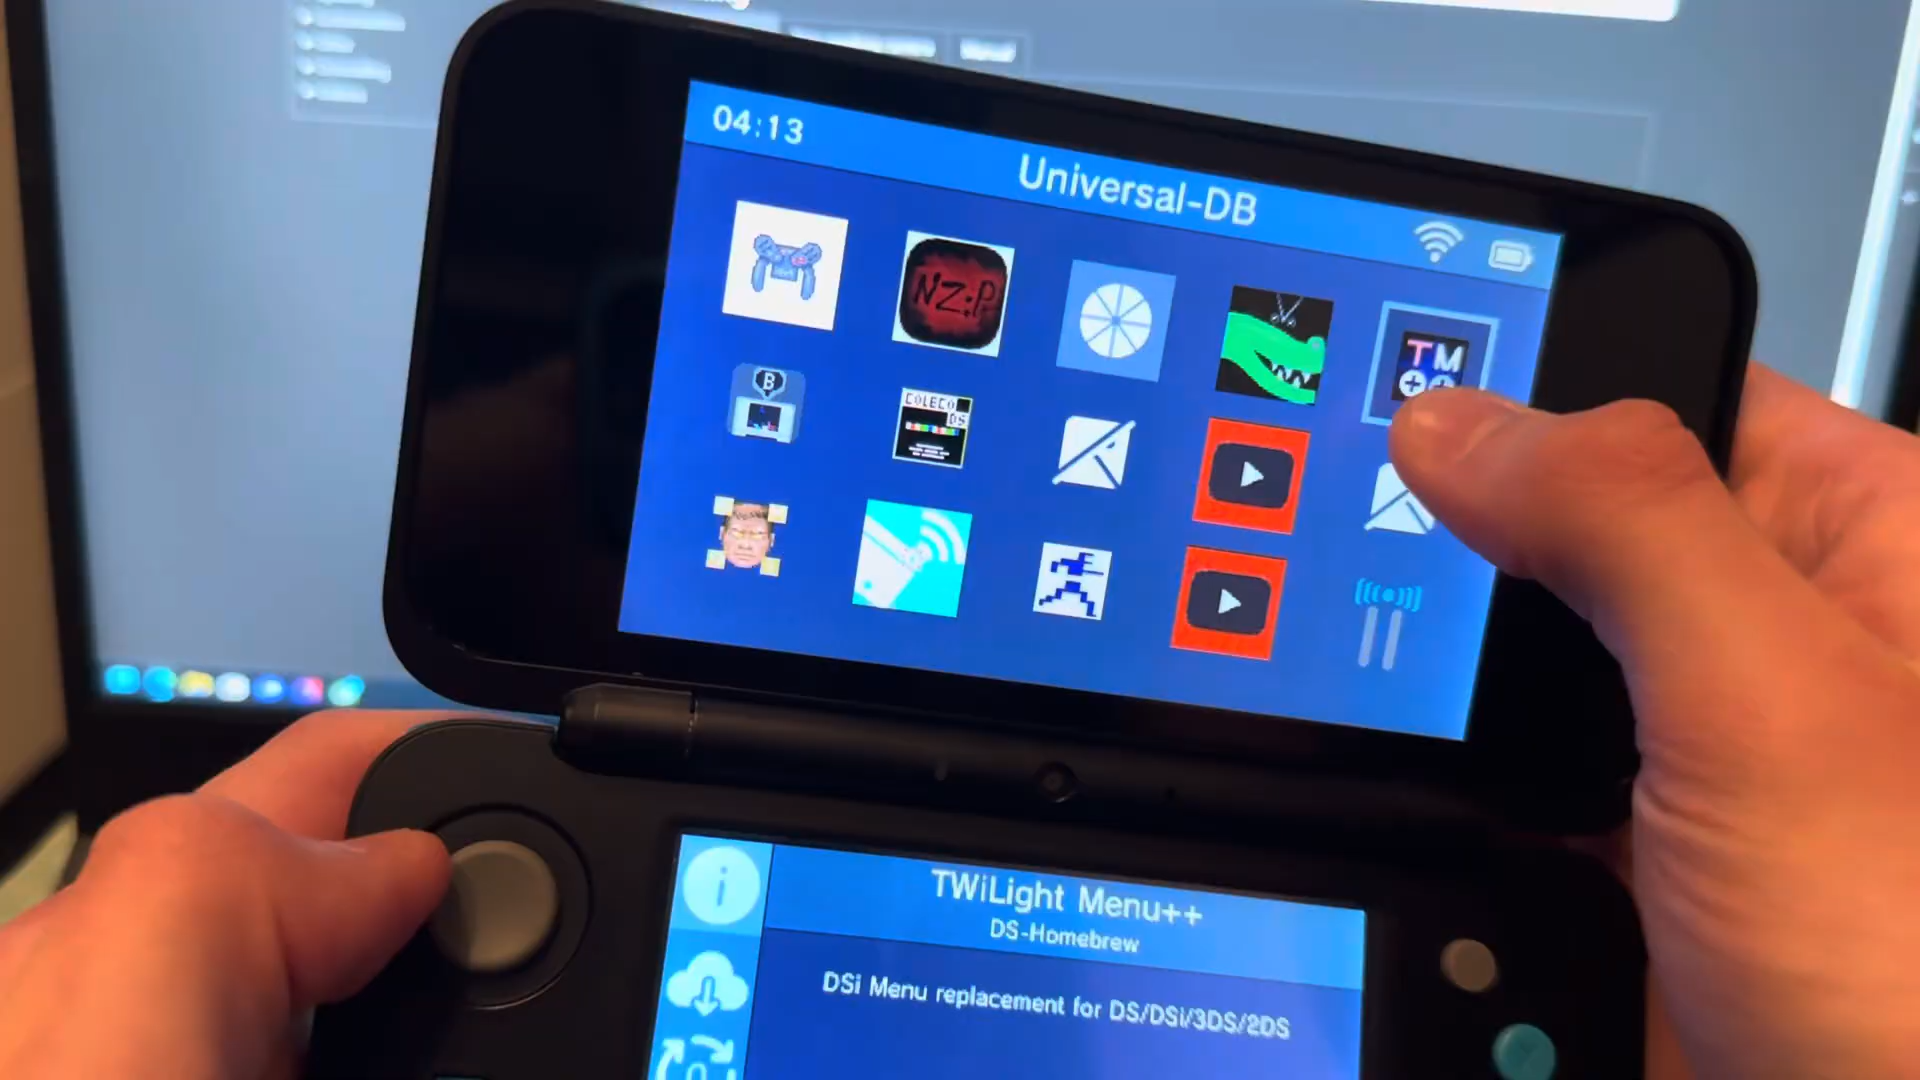 04:13
Universal-DB
NZ:P
TM
B
COLECO
DS
TWiLight Menu++
DS-Homebrew
DSi Menu replacement for DS/DSi/3DS/2DS